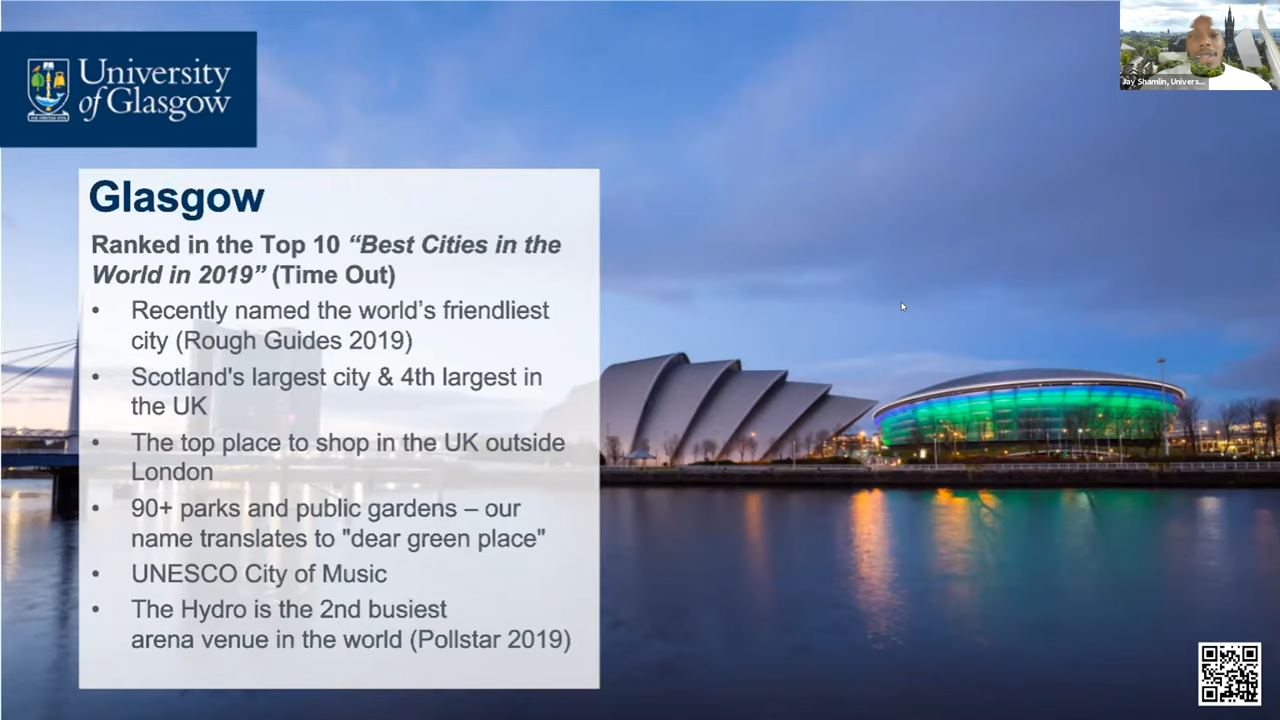 University
of Glasgow
Jay Shamlin, Univers...
Glasgow
Ranked in the Top 10 “Best Cities in the
World in 2019” (Time Out)
• Recently named the world’s friendliest
city (Rough Guides 2019)
• Scotland's largest city & 4th largest in
the UK
• The top place to shop in the UK outside
London
• 90+ parks and public gardens – our
name translates to "dear green place"
• UNESCO City of Music
• The Hydro is the 2nd busiest
arena venue in the world (Pollstar 2019)